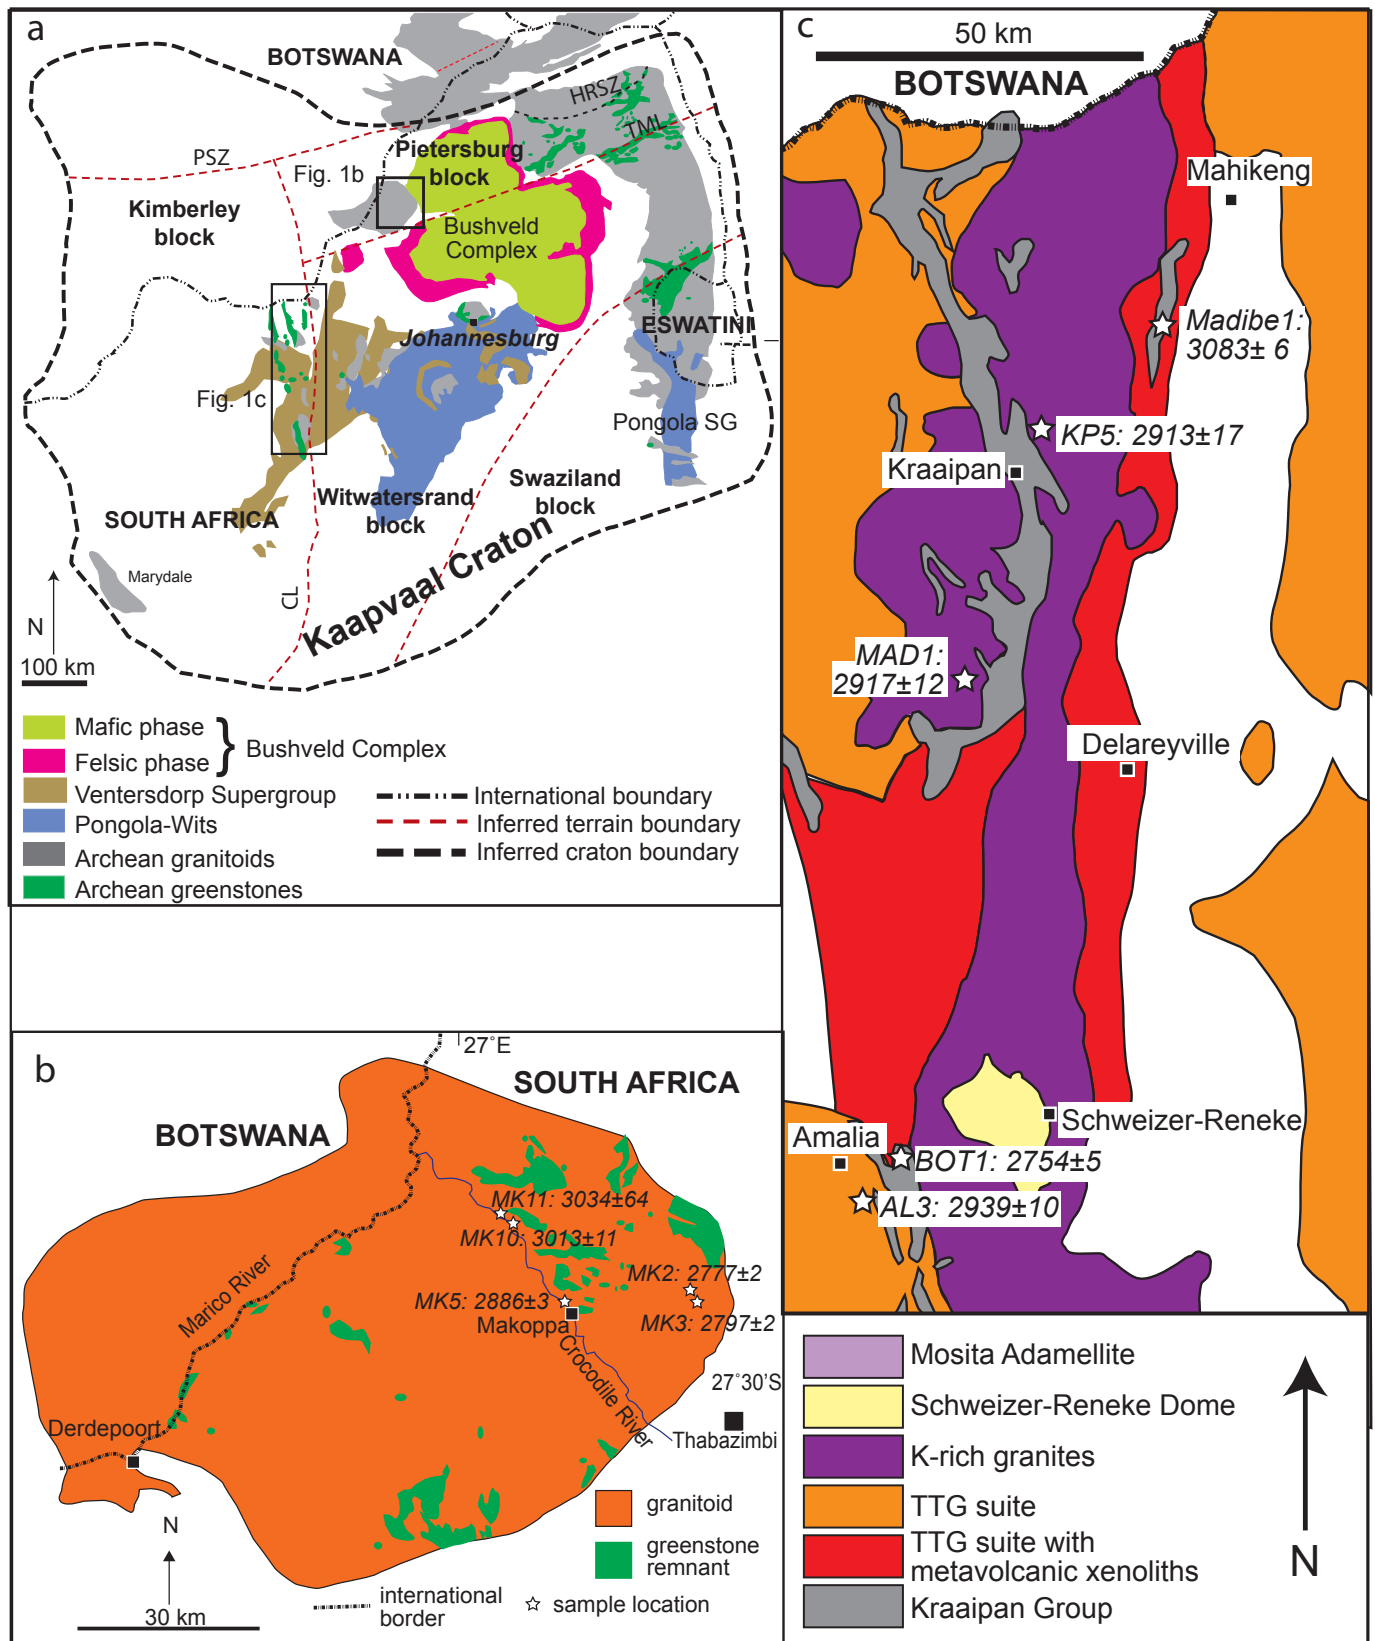 a
BOTSWANA
HRSZ
TML
PSZ
Fig. 1b
Pietersburg
block
Kimberley
block
Bushveld
Complex
Johannesburg
ESWATINI
Fig. 1c
Pongola SG
Witwatersrand
block
Swaziland
block
SOUTH AFRICA
Kaapvaal Craton
Marydale
CL
N
100 km
Mafic phase
Felsic phase
} Bushveld Complex
Ventersdorp Supergroup
Pongola-Wits
Archean granitoids
Archean greenstones
International boundary
Inferred terrain boundary
Inferred craton boundary
b
27˚E
SOUTH AFRICA
BOTSWANA
MK11: 3034±64
MK10: 3013±11
MK2: 2777±2
MK5: 2886±3
Makoppa
MK3: 2797±2
Marico River
Crocodile River
27˚30'S
Thabazimbi
Derdepoort
N
30 km
granitoid
greenstone
remnant
international
border
sample location
c
50 km
BOTSWANA
Mahikeng
Madibe1:
3083± 6
KP5: 2913±17
Kraaipan
MAD1:
2917±12
Delareyville
Schweizer-Reneke
Amalia
BOT1: 2754±5
AL3: 2939±10
Mosita Adamellite
Schweizer-Reneke Dome
K-rich granites
TTG suite
TTG suite with
metavolcanic xenoliths
Kraaipan Group
N